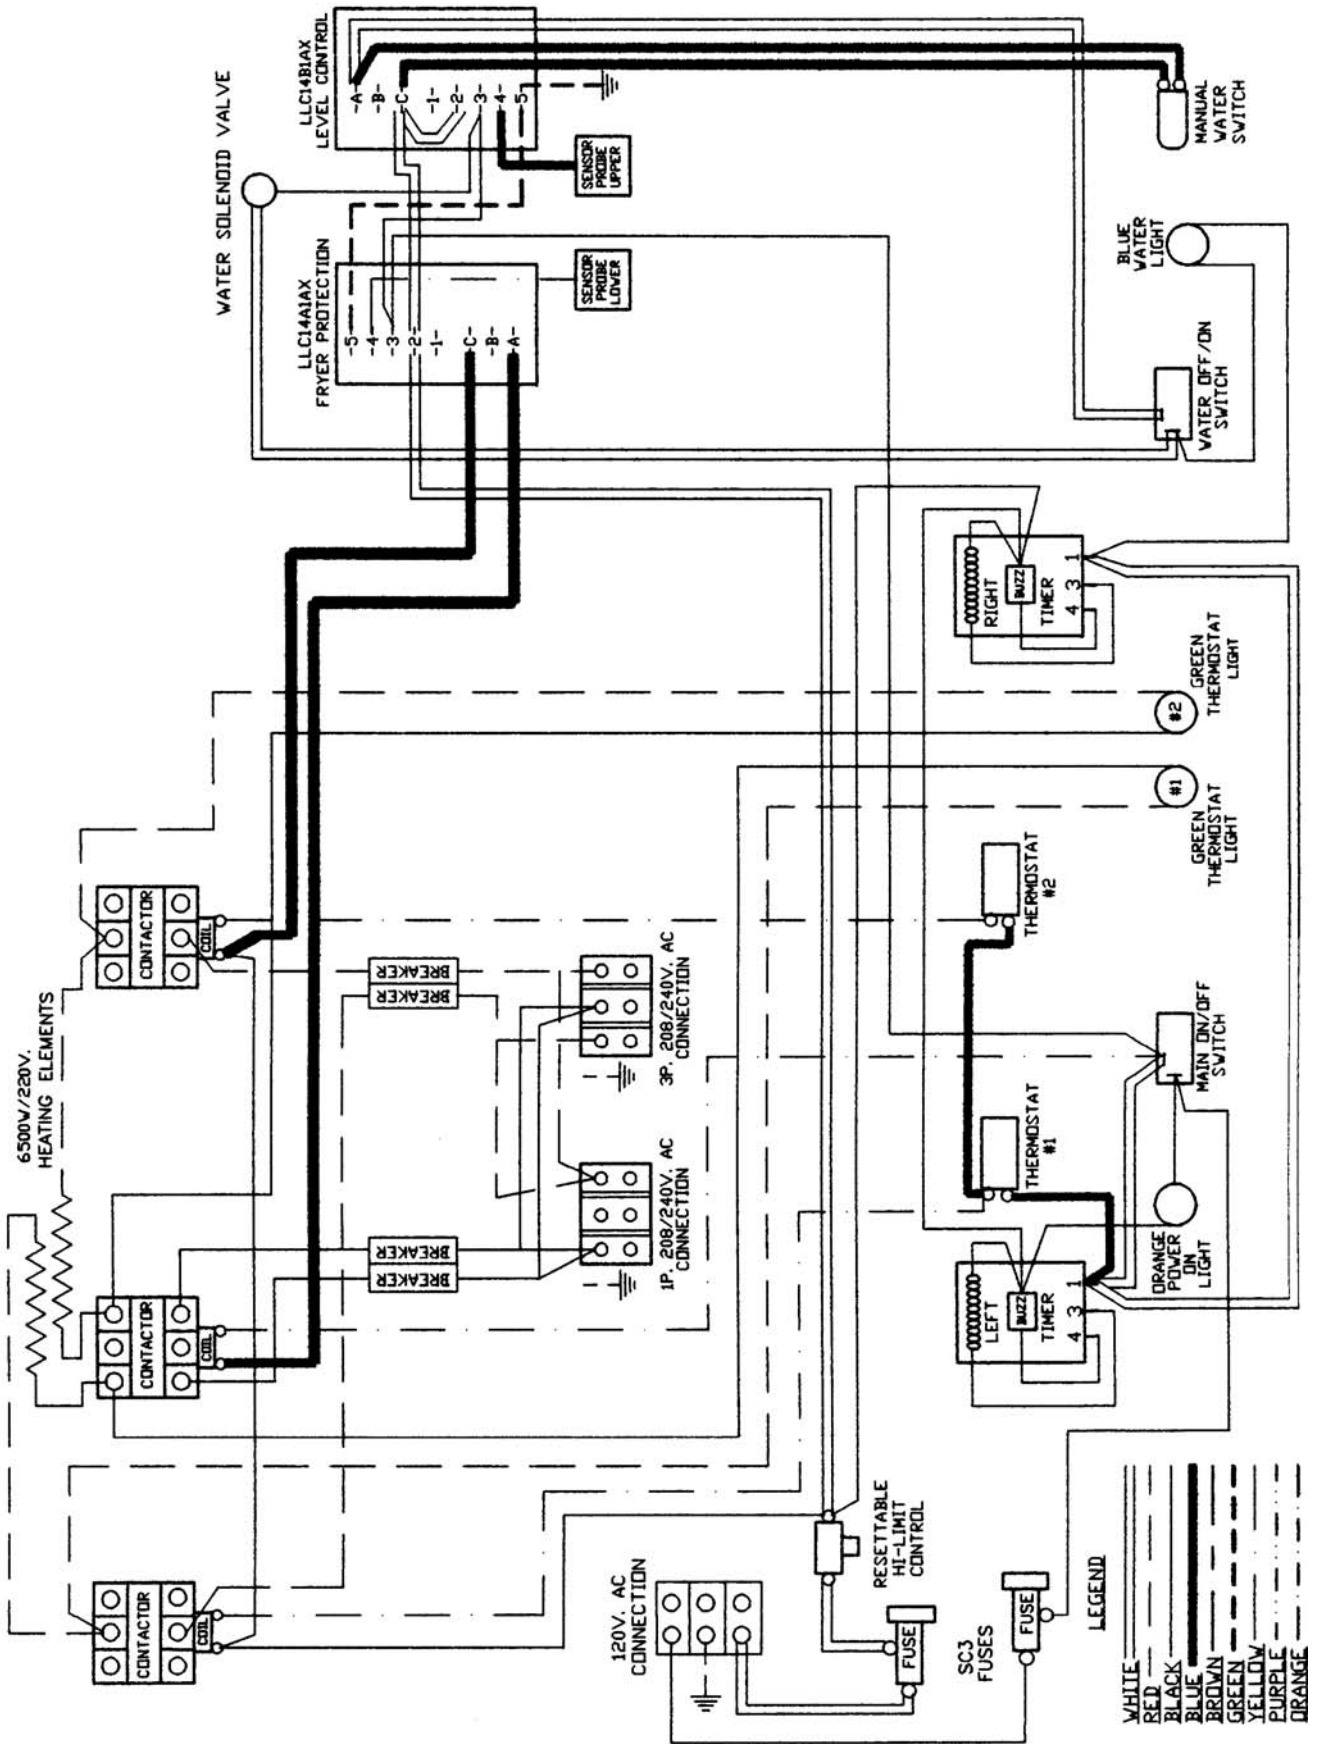 6500W/220V.
HEATING ELEMENTS
WATER SOLENOID VALVE
LLC14B1AX
LEVEL CONTROL
-A-
-B-
-C-
-1-
-2-
-3-
-4-
-5-
LLC14A1AX
FRYER PROTECTION
-5-
-4-
-3-
-2-
-1-
-C-
-B-
-A-
SENSOR
PROBE
UPPER
SENSOR
PROBE
LOWER
MANUAL
WATER
SWITCH
BLUE
WATER
LIGHT
WATER OFF/ON
SWITCH
CONTACTOR
COIL
CONTACTOR
COIL
CONTACTOR
COIL
BREAKER
BREAKER
BREAKER
BREAKER
3P. 208/240V. AC
CONNECTION
1P. 208/240V. AC
CONNECTION
RIGHT
BUZZ
TIMER
4 3 1
#2
GREEN
THERMOSTAT
LIGHT
#1
GREEN
THERMOSTAT
LIGHT
THERMOSTAT
#2
THERMOSTAT
#1
MAIN ON/OFF
SWITCH
ORANGE
POWER
ON
LIGHT
LEFT
BUZZ
TIMER
4 3 1
120V. AC
CONNECTION
RESETTABLE
HI-LIMIT
CONTROL
FUSE
SC3
FUSES
FUSE
LEGEND
WHITE
RED
BLACK
BLUE
BROWN
GREEN
YELLOW
PURPLE
ORANGE